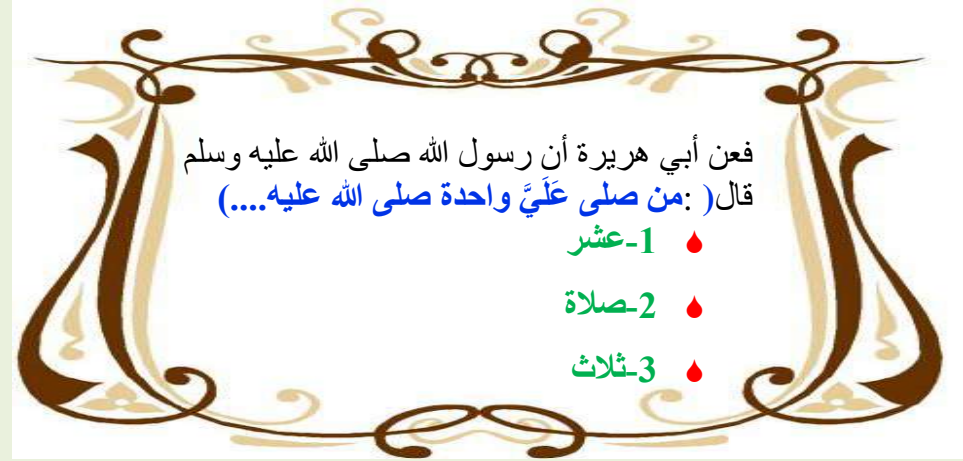 فعن أبي هريرة أن رسول الله صلى الله عليه وسلم
قال( :من صلى عَلَيَّ واحدة صلى الله عليه....)
1-عشر
2-صلاة
3-ثلاث